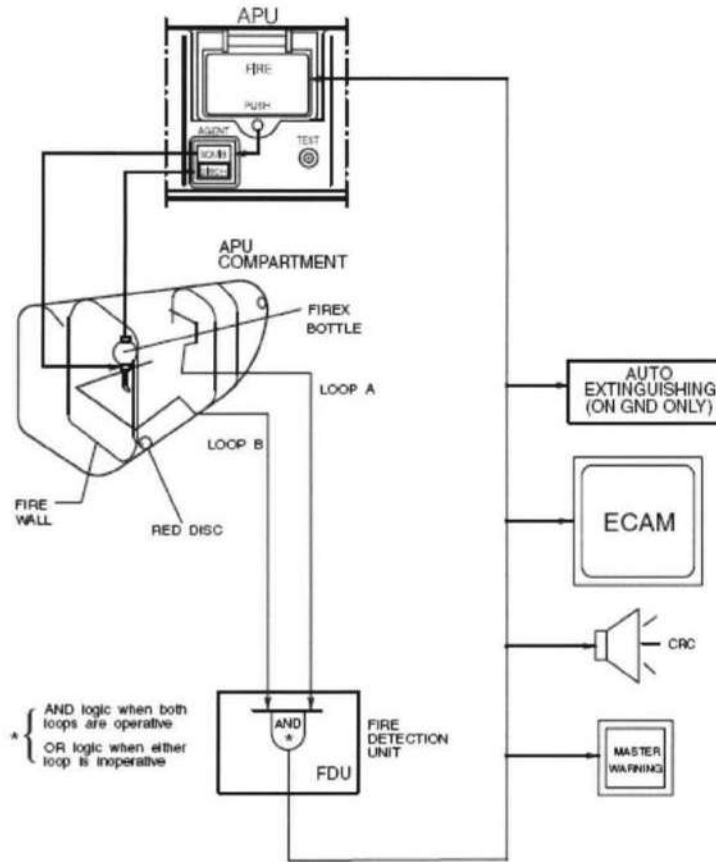 APU
FIRE
PUSH
AGENT
SQUIB
DISCH
TEST
APU
COMPARTMENT
FIREX
BOTTLE
LOOP A
LOOP B
FIRE
WALL
RED DISC
AUTO
EXTINGUISHING
(ON GND ONLY)
ECAM
CRC
MASTER
WARNING
* { AND logic when both
loops are operative
OR logic when either
loop is inoperative
AND
*
FDU
FIRE
DETECTION
UNIT